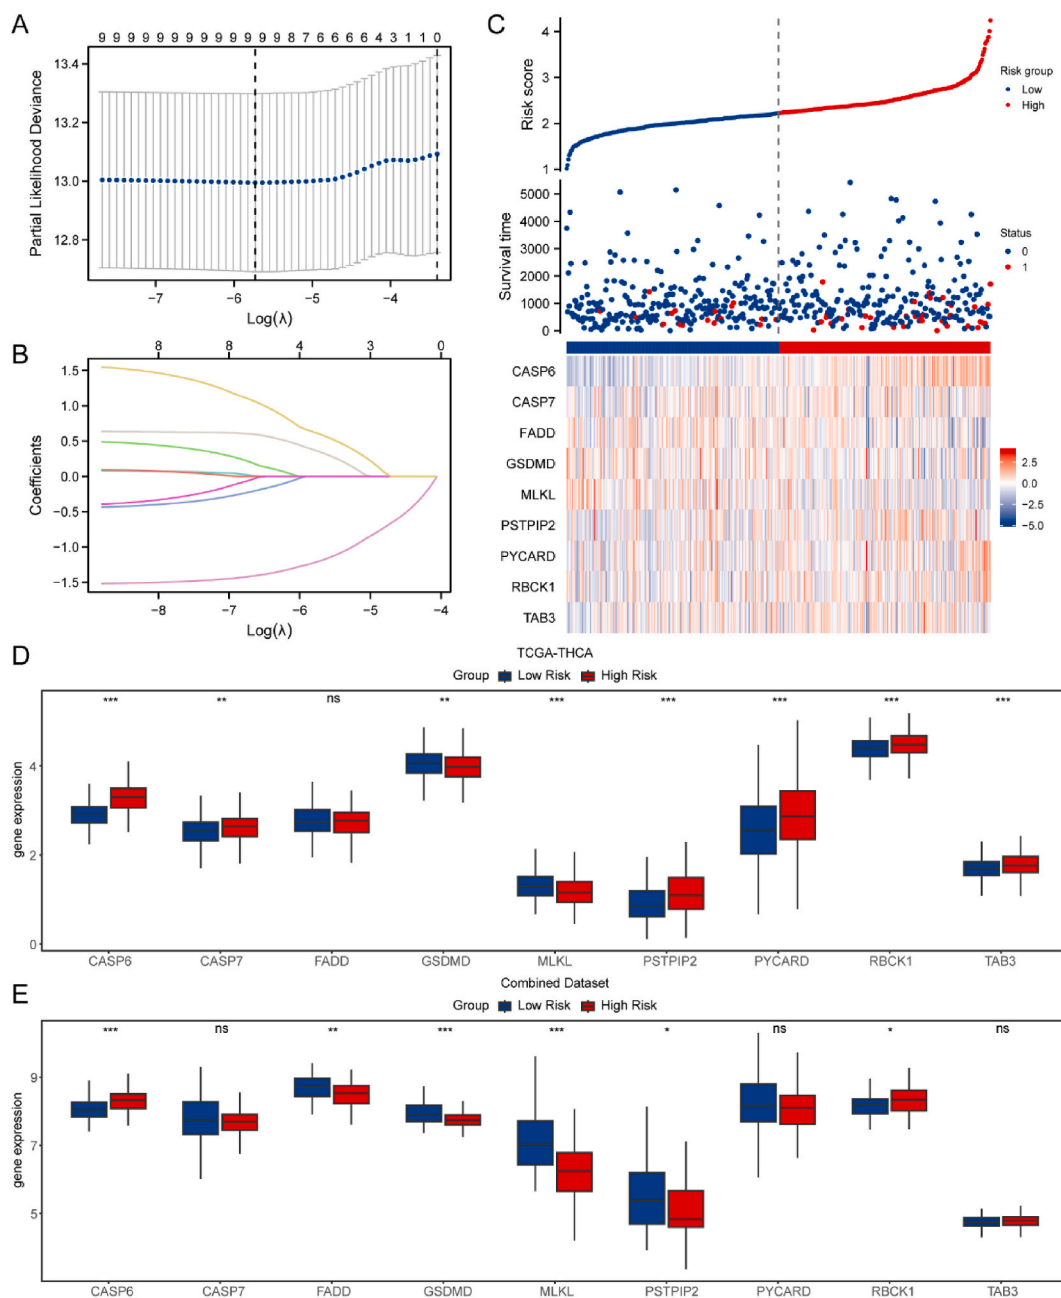 A
9 9 9 9 9 9 9 9 9 9 9 9 9 9 8 7 6 6 6 4 3 1 1 0
13.4
13.2
13.0
12.8
Partial Likelihood Deviance
-7 -6 -5 -4
Log(λ)
B
8 8 6 3 0
1.5
1.0
0.5
0.0
-0.5
-1.0
-1.5
Coefficients
-8 -7 -6 -5 -4
Log(λ)
C
4
3
2
1
Risk score
Risk group
Low
High
5000
4000
3000
2000
1000
0
Survival time
Status
0
1
CASP6
CASP7
FADD
GSDMD
MLKL
PSTPIP2
PYCARD
RBCK1
TAB3
2.5
0.0
-2.5
-5.0
D
TCGA-THCA
Group Low Risk High Risk
*** ** ns ** *** *** *** *** ***
4
2
0
gene expression
CASP6 CASP7 FADD GSDMD MLKL PSTPIP2 PYCARD RBCK1 TAB3
E
Combined Dataset
Group Low Risk High Risk
*** ns ** *** *** * ns * ns
9
7
5
gene expression
CASP6 CASP7 FADD GSDMD MLKL PSTPIP2 PYCARD RBCK1 TAB3